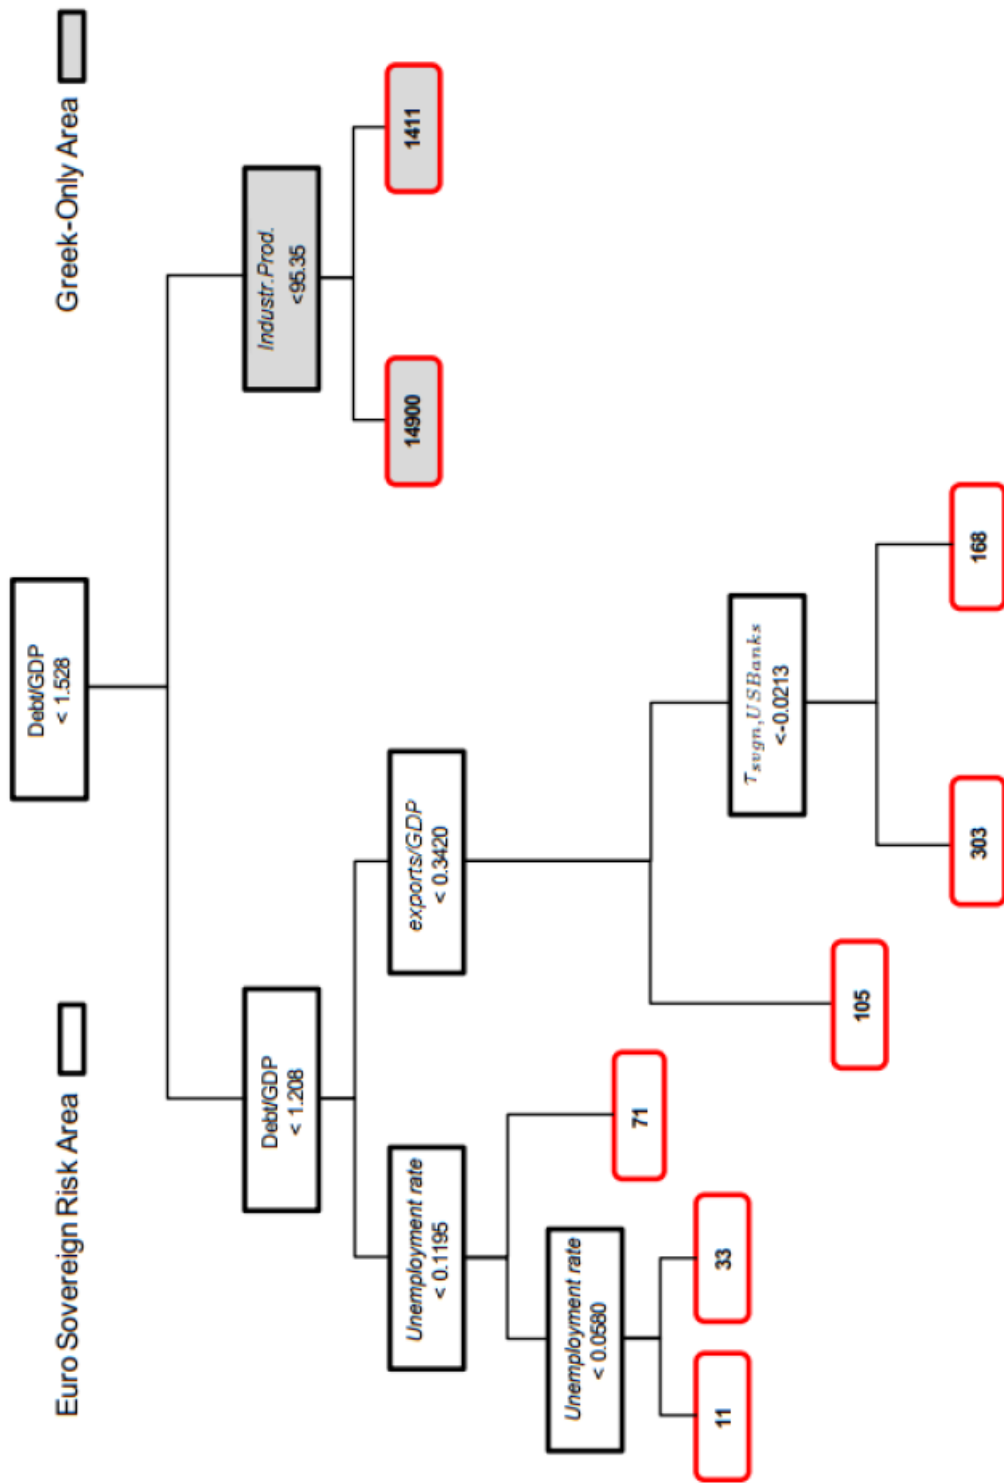 Euro Sovereign Risk Area
Greek-Only Area
Debt/GDP
< 1.528
Debt/GDP
< 1.208
Industr.Prod.
<95.35
Unemployment rate
< 0.1195
exports/GDP
< 0.3420
14900
1411
Unemployment rate
< 0.0580
71
11
33
105
τsvgn,USBanks
<-0.0213
303
168